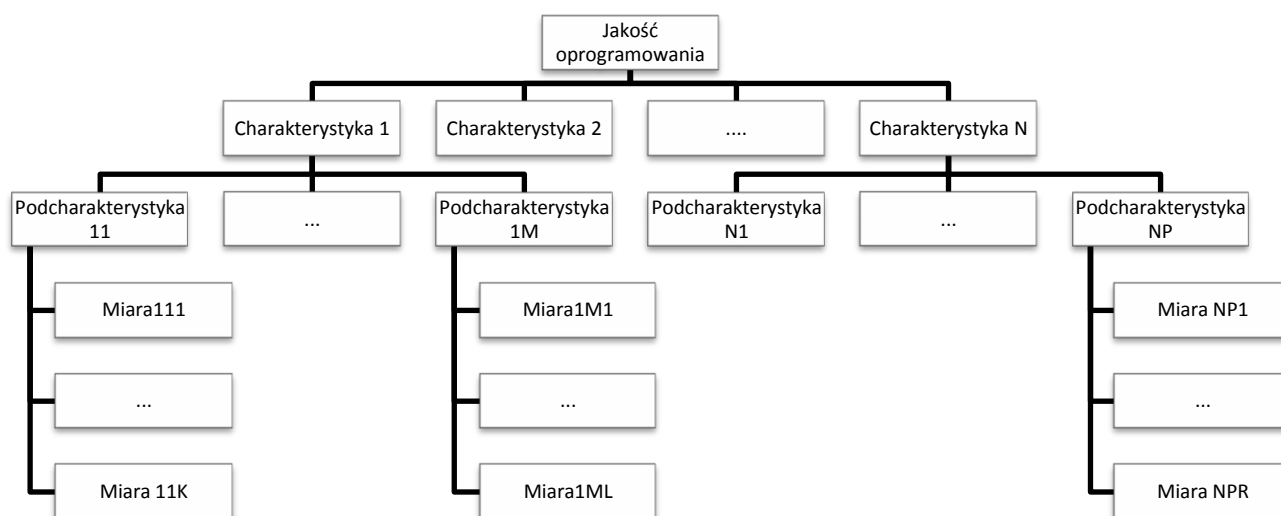 Jakość
oprogramowania
Charakterystyka 1
Charakterystyka 2
....
Charakterystyka N
Podcharakterystyka
11
...
Podcharakterystyka
1M
Podcharakterystyka
N1
...
Podcharakterystyka
NP
Miara111
Miara1M1
Miara NP1
...
...
...
Miara 11K
Miara1ML
Miara NPR